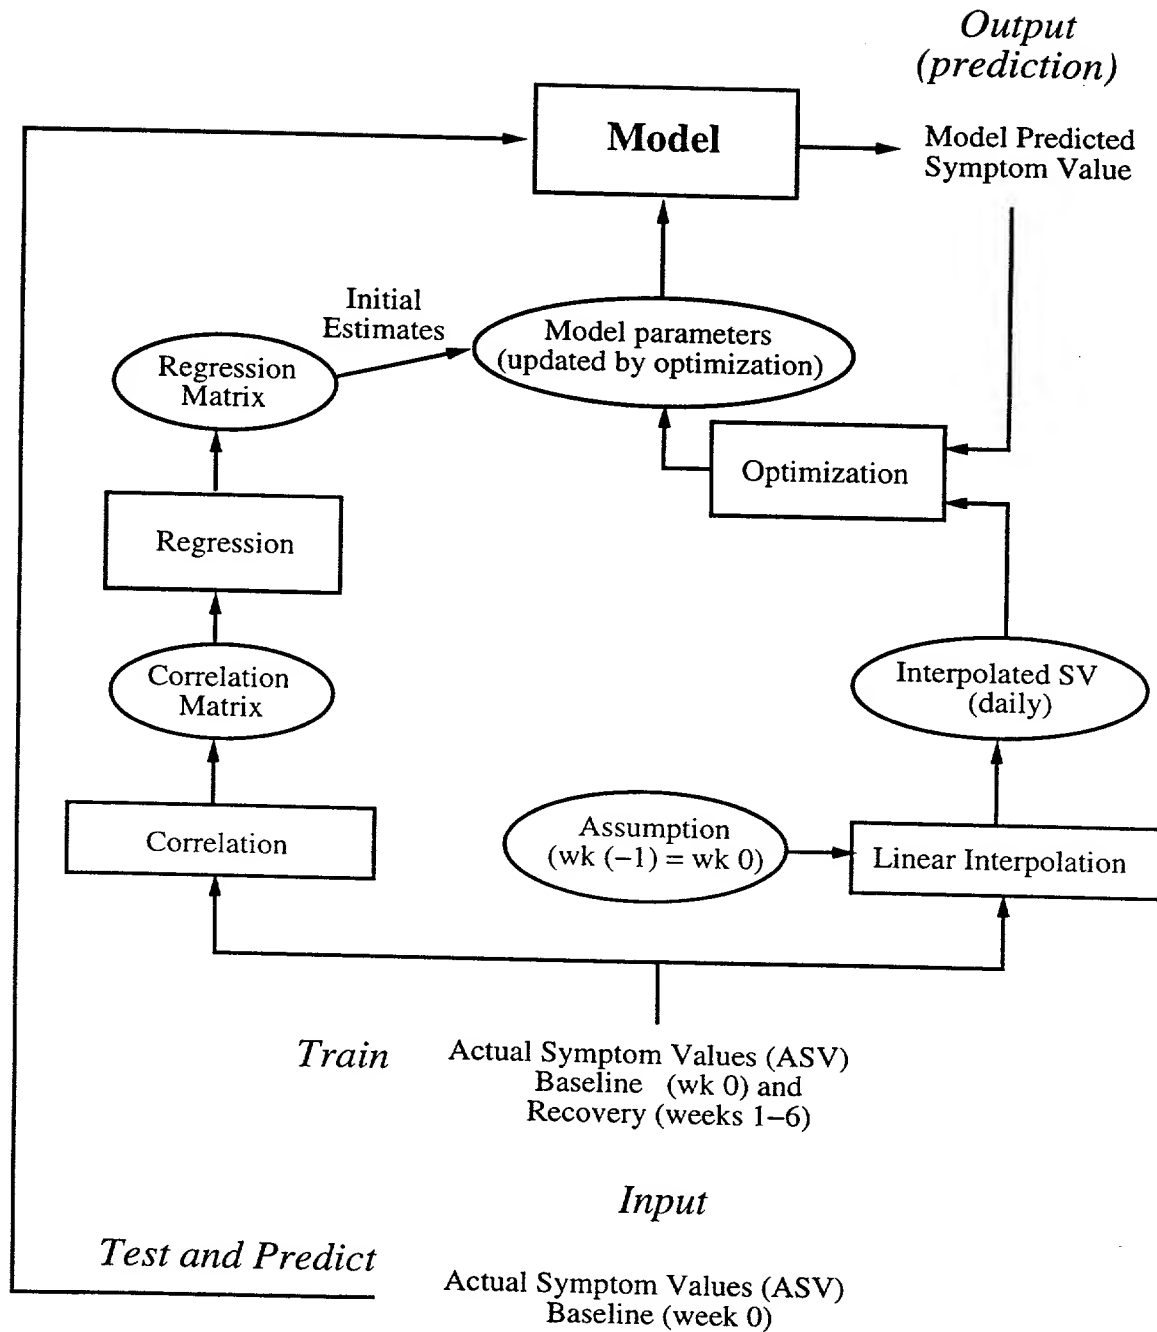 Output
(prediction)
Model
Model Predicted
Symptom Value
Initial
Estimates
Model parameters
(updated by optimization)
Regression
Matrix
Optimization
Regression
Correlation
Matrix
Interpolated SV
(daily)
Assumption
(wk (−1) = wk 0)
Correlation
Linear Interpolation
Train
Actual Symptom Values (ASV)
Baseline (wk 0) and
Recovery (weeks 1–6)
Input
Test and Predict
Actual Symptom Values (ASV)
Baseline (week 0)